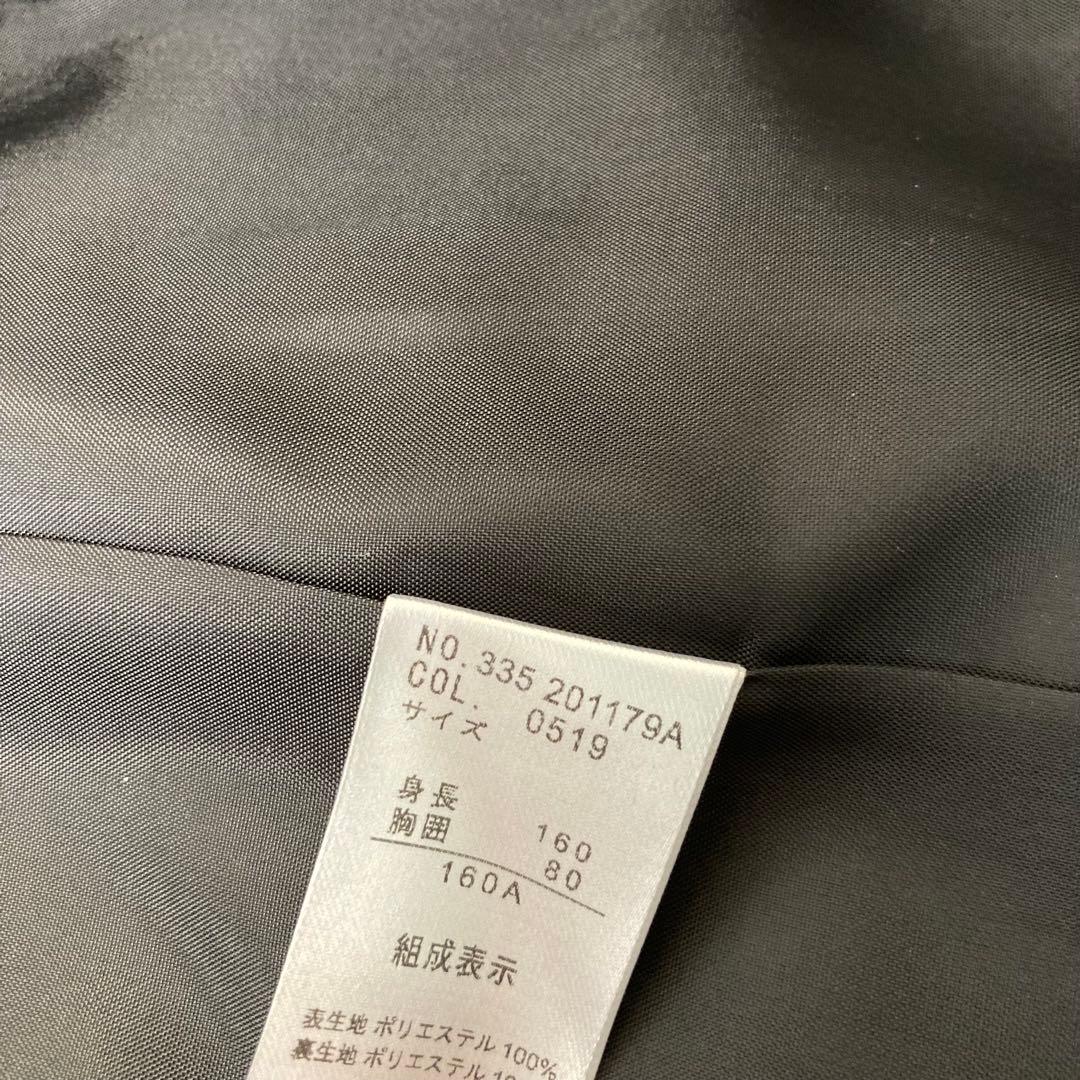 NO. 335 201179A
COL. 0519
サイズ
身長 160
胸囲 80
160A
組成表示
表生地 ポリエステル 100%
裏生地 ポリエステル